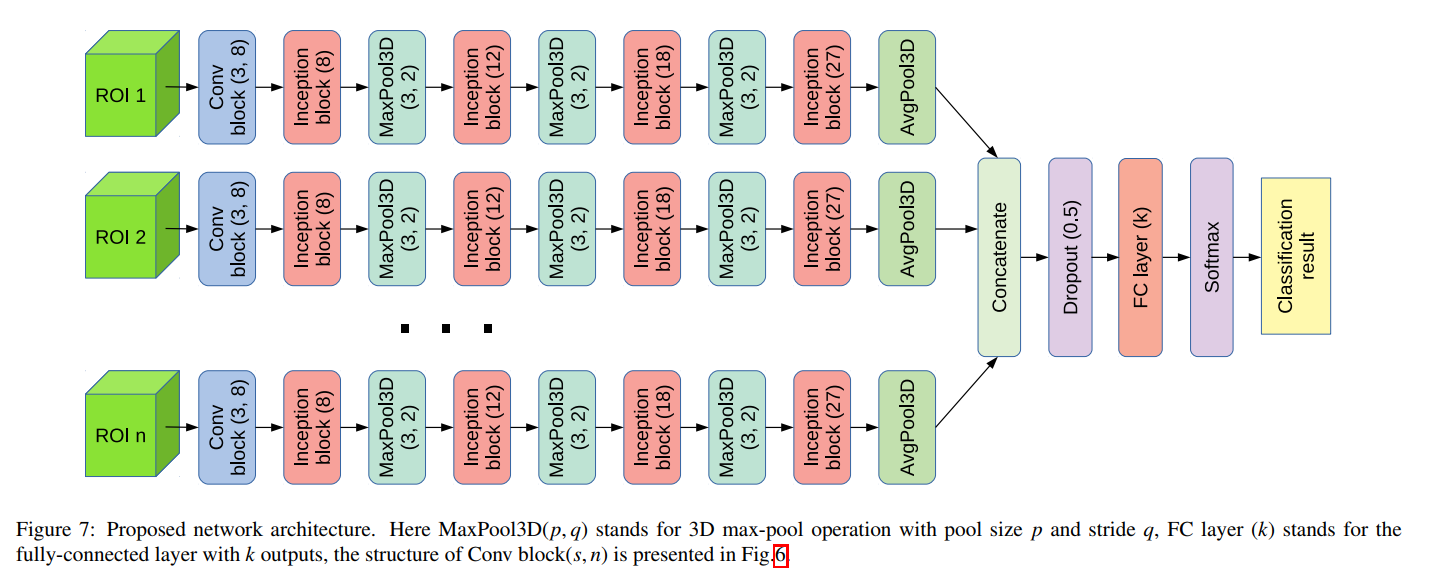 ROI 1
Conv
block (3, 8)
Inception
block (8)
MaxPool3D
(3, 2)
Inception
block (12)
MaxPool3D
(3, 2)
Inception
block (18)
MaxPool3D
(3, 2)
Inception
block (27)
AvgPool3D
ROI 2
Conv
block (3, 8)
Inception
block (8)
MaxPool3D
(3, 2)
Inception
block (12)
MaxPool3D
(3, 2)
Inception
block (18)
MaxPool3D
(3, 2)
Inception
block (27)
AvgPool3D
ROI n
Conv
block (3, 8)
Inception
block (8)
MaxPool3D
(3, 2)
Inception
block (12)
MaxPool3D
(3, 2)
Inception
block (18)
MaxPool3D
(3, 2)
Inception
block (27)
AvgPool3D
Concatenate
Dropout (0.5)
FC layer (k)
Softmax
Classification
result
Figure 7: Proposed network architecture. Here MaxPool3D(p, q) stands for 3D max-pool operation with pool size p and stride q, FC layer (k) stands for the
fully-connected layer with k outputs, the structure of Conv block(s, n) is presented in Fig.6.